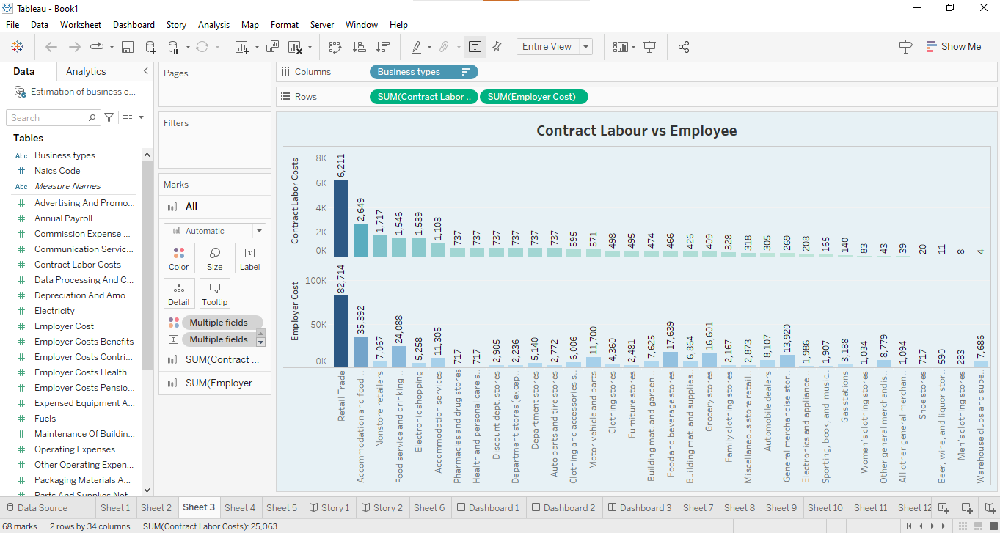 Tableau - Book1
File Data Worksheet Dashboard Story Analysis Map Format Server Window Help
Entire View
Show Me
Data Analytics
Estimation of business e...
Search
Tables
Abc Business types
# Naics Code
Abc Measure Names
# Advertising And Promo...
# Annual Payroll
# Commission Expense ...
# Communication Servic...
# Contract Labor Costs
# Data Processing And C...
# Depreciation And Amo...
# Electricity
# Employer Cost
# Employer Costs Benefits
# Employer Costs Contri...
# Employer Costs Health...
# Employer Costs Pensio...
# Expensed Equipment A...
# Fuels
# Maintenance Of Buildin...
# Operating Expenses
# Other Operating Expen...
# Packaging Materials A...
# Parts And Supplies Not
Pages
Filters
Marks
All
Automatic
Color Size Label
Detail Tooltip
Multiple fields
Multiple fields
SUM(Contract ...
SUM(Employer ...
Columns Business types
Rows SUM(Contract Labor .. SUM(Employer Cost)
Contract Labour vs Employee
Contract Labor Costs
8K
6K
4K
2K
0K
6,211 2,649 1,717 1,546 1,539 1,103 737 737 737 737 737 737 595 571 498 495 474 466 426 409 328 318 305 269 208 165 140 83 43 39 20 11 8 4
Employer Cost
100K
50K
0K
82,714 35,392 7,067 24,088 5,258 11,305 717 717 2,905 2,236 5,140 2,772 6,006 11,700 4,360 2,481 7,625 17,639 6,864 16,601 2,167 2,873 8,107 13,920 1,986 1,907 3,188 1,034 8,779 1,094 717 590 283 7,686
Retail Trade
Accommodation and food ..
Nonstore retailers
Food service and drinking ..
Electronic shopping
Accommodation services
Pharmacies and drug stores
Health and personal care s..
Discount dept. stores
Department stores (excep..
Department stores
Auto parts and tire stores
Clothing and accessories s..
Motor vehicle and parts
Clothing stores
Furniture stores
Building mat. and garden ..
Food and beverage stores
Building mat. and supplies..
Grocery stores
Family clothing stores
Miscellaneous store retail..
Automobile dealers
General merchandise stor..
Electronics and appliance ..
Sporting, book, and music..
Gas stations
Women's clothing stores
Other general merchandis..
All other general merchan..
Shoe stores
Beer, wine, and liquor stor..
Men's clothing stores
Warehouse clubs and supe..
Data Source Sheet 1 Sheet 2 Sheet 3 Sheet 4 Sheet 5 Story 1 Story 2 Sheet 6 Dashboard 1 Dashboard 2 Dashboard 3 Sheet 7 Sheet 8 Sheet 9 Sheet 10 Sheet 11 Sheet 12
68 marks 2 rows by 34 columns SUM(Contract Labor Costs): 25,063